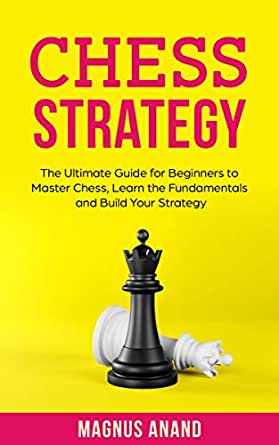 CHESS
STRATEGY
The Ultimate Guide for Beginners to
Master Chess, Learn the Fundamentals
and Build Your Strategy
MAGNUS ANAND